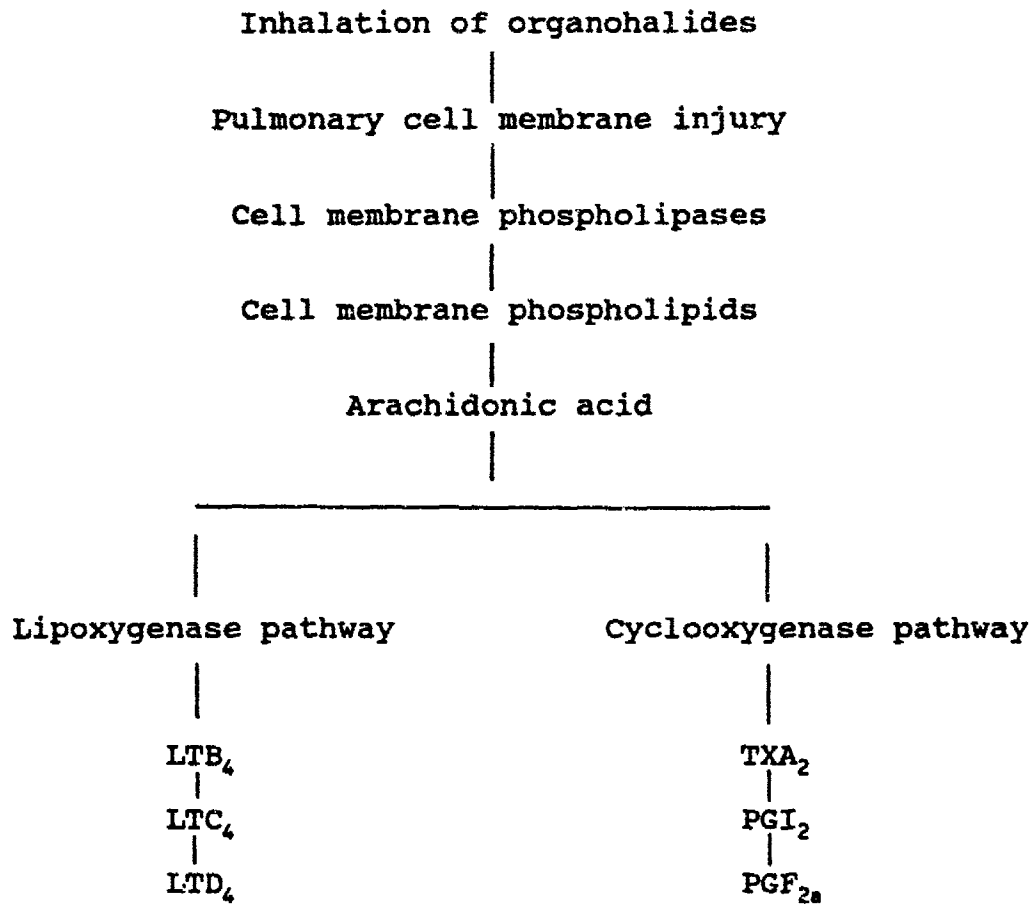 Inhalation of organohalides
Pulmonary cell membrane injury
Cell membrane phospholipases
Cell membrane phospholipids
Arachidonic acid
Lipoxygenase pathway
Cyclooxygenase pathway
LTB₄
TXA₂
LTC₄
PGI₂
LTD₄
PGF₂ₐ